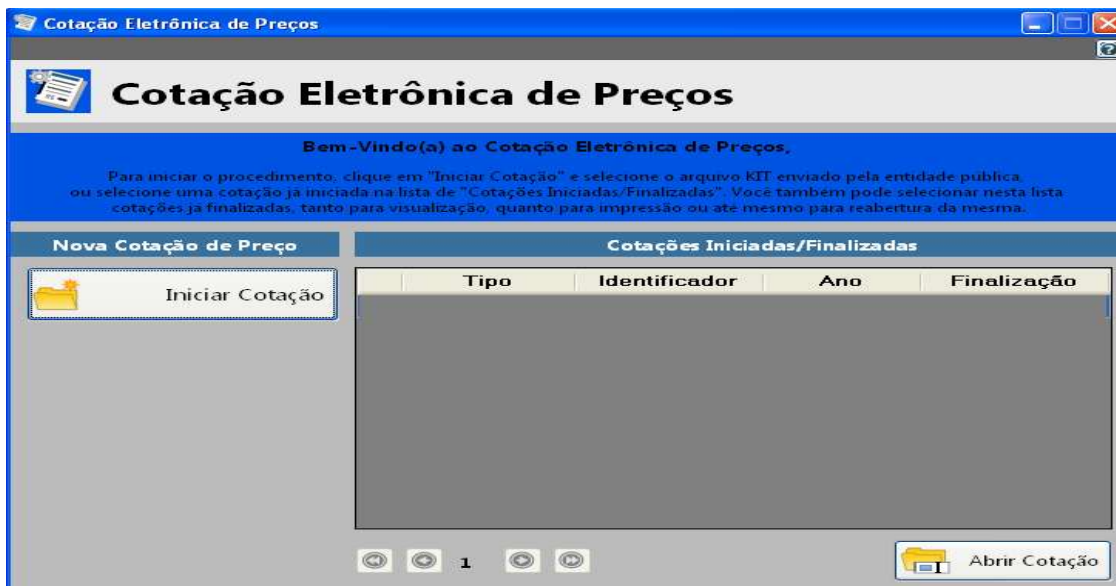 Cotação Eletrônica de Preços
Cotação Eletrônica de Preços
Bem-Vindo(a) ao Cotação Eletrônica de Preços,
Para iniciar o procedimento, clique em "Iniciar Cotação" e selecione o arquivo KIT enviado pela entidade pública,
ou selecione uma cotação já iniciada na lista de "Cotações Iniciadas/Finalizadas". Você também pode selecionar nesta lista
cotações já finalizadas, tanto para visualização, quanto para impressão ou até mesmo para reabertura da mesma.
Nova Cotação de Preço
Cotações Iniciadas/Finalizadas
Iniciar Cotação
Tipo Identificador Ano Finalização
1
Abrir Cotação